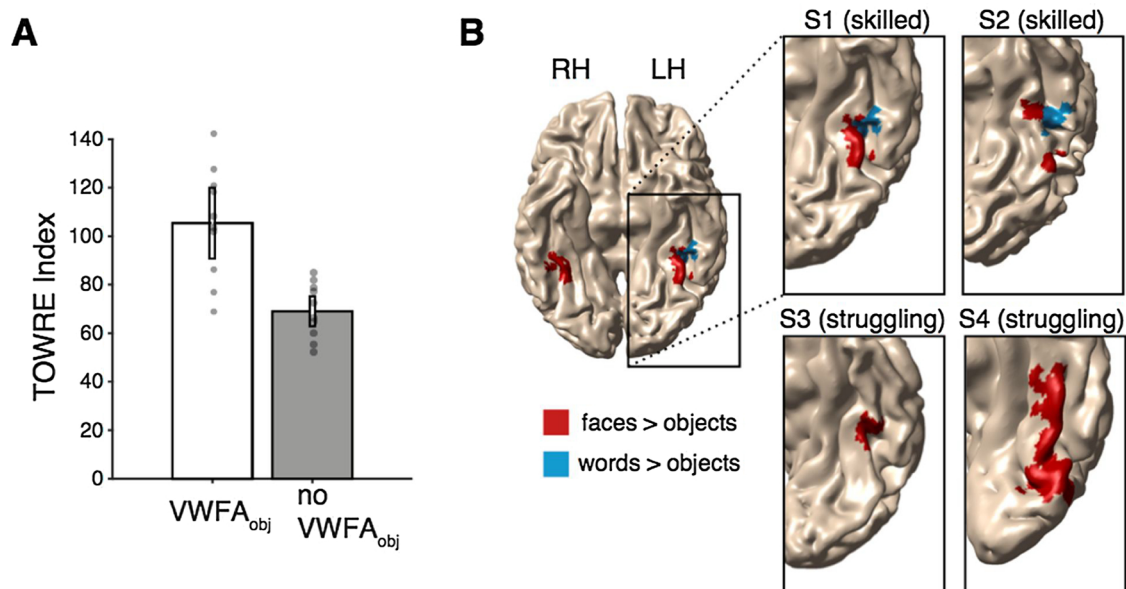 A
TOWRE Index
140
120
100
80
60
40
20
0
VWFAobj
no
VWFAobj
B
RH LH
S1 (skilled)
S2 (skilled)
S3 (struggling)
S4 (struggling)
faces > objects
words > objects